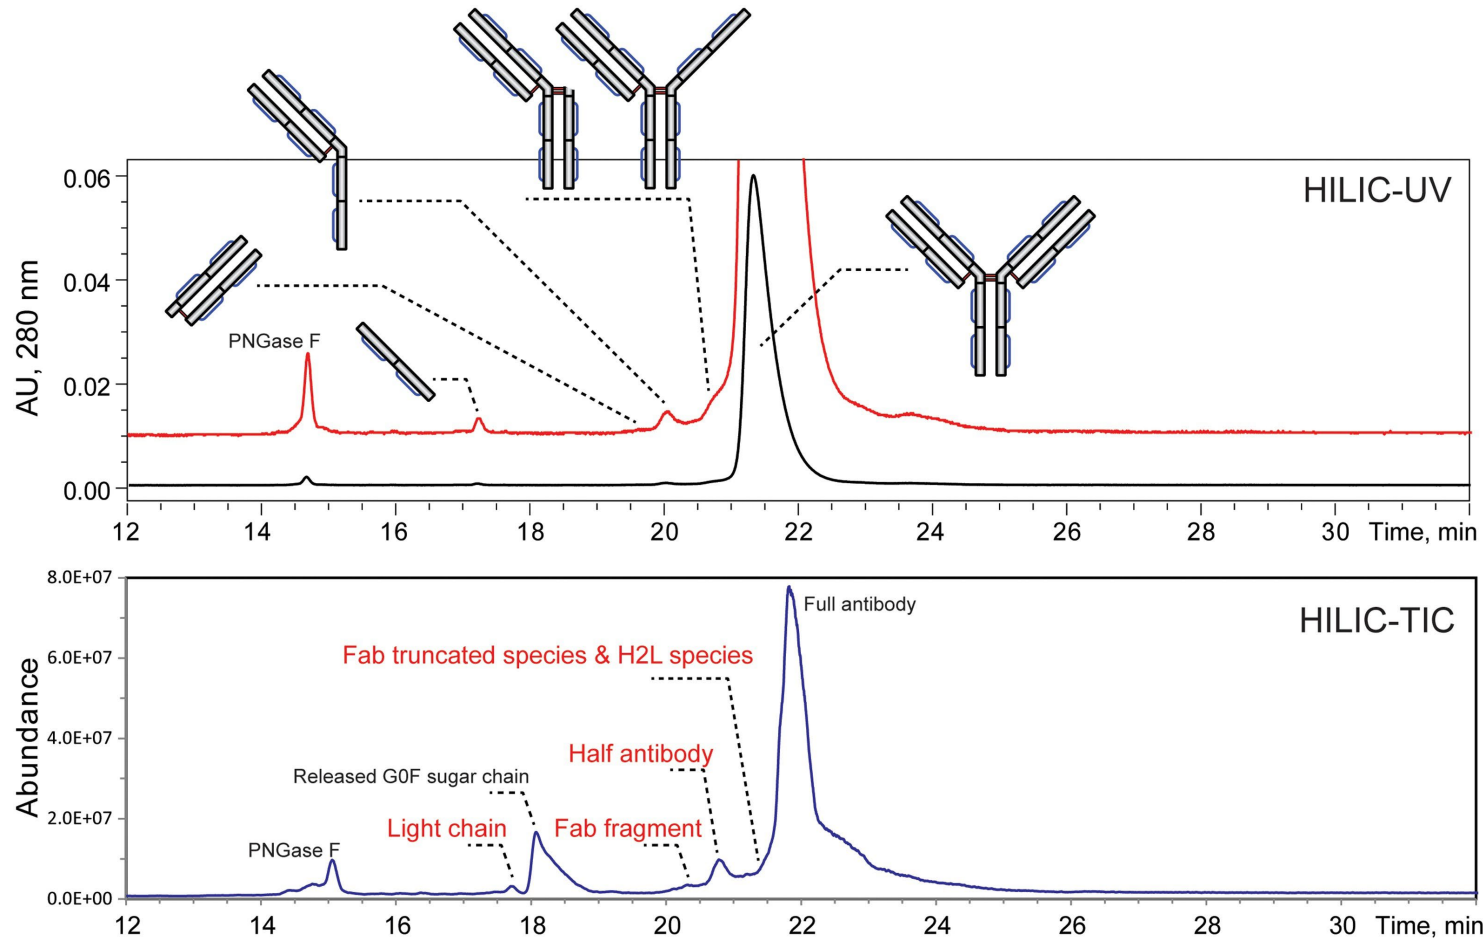 HILIC-UV
AU, 280 nm
0.06
0.04
0.02
0.00
PNGase F
12 14 16 18 20 22 24 26 28 30 Time, min
HILIC-TIC
Abundance
8.0E+07
6.0E+07
4.0E+07
2.0E+07
0.0E+00
Full antibody
Fab truncated species & H2L species
Half antibody
Released G0F sugar chain
Light chain
Fab fragment
PNGase F
12 14 16 18 20 22 24 26 28 30 Time, min